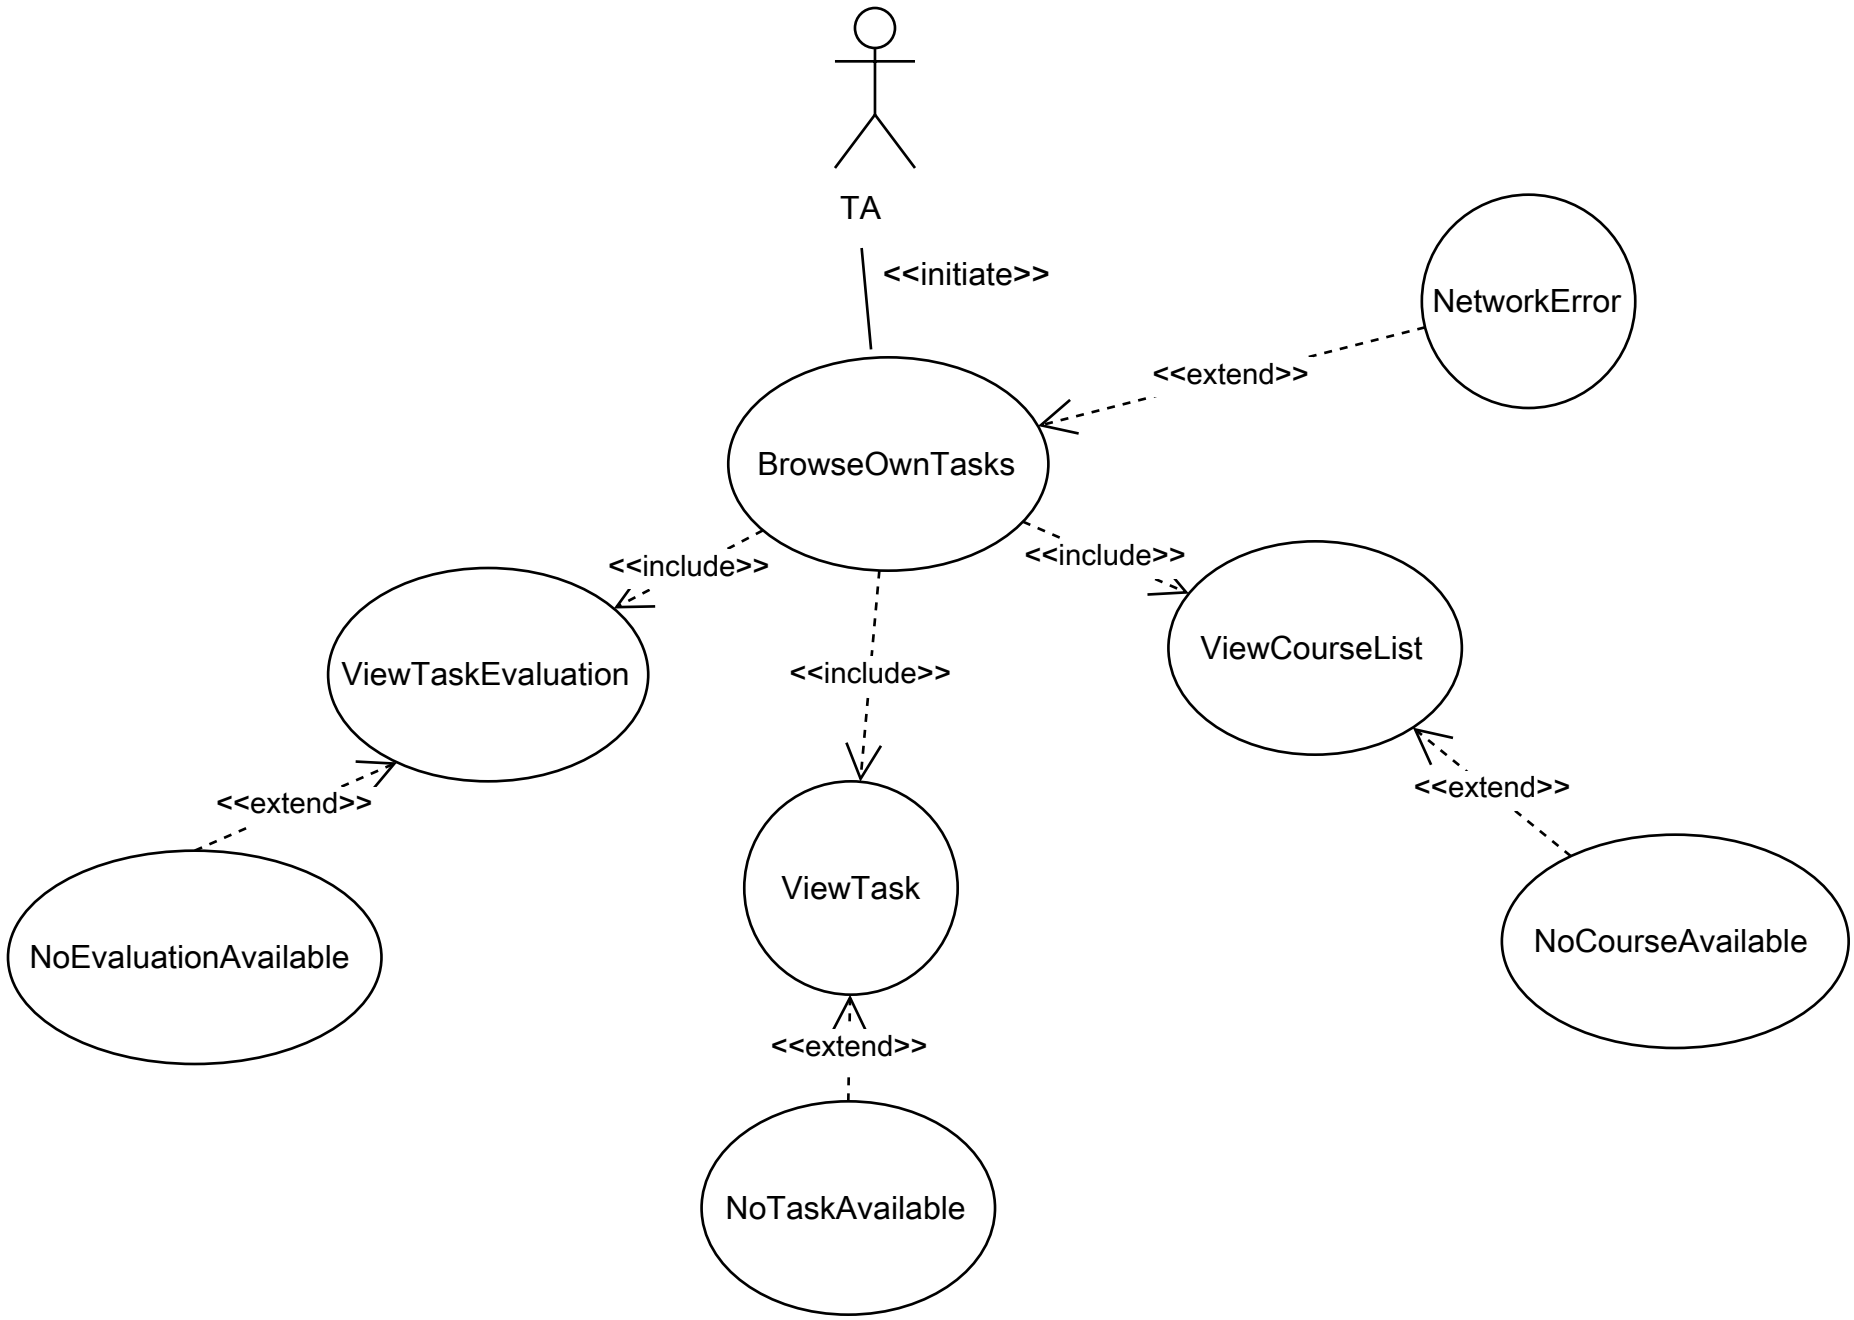 TA
<<initiate>>
NetworkError
<<extend>>
BrowseOwnTasks
<<include>>
<<include>>
ViewCourseList
ViewTaskEvaluation
<<include>>
<<extend>>
<<extend>>
ViewTask
NoCourseAvailable
NoEvaluationAvailable
<<extend>>
NoTaskAvailable